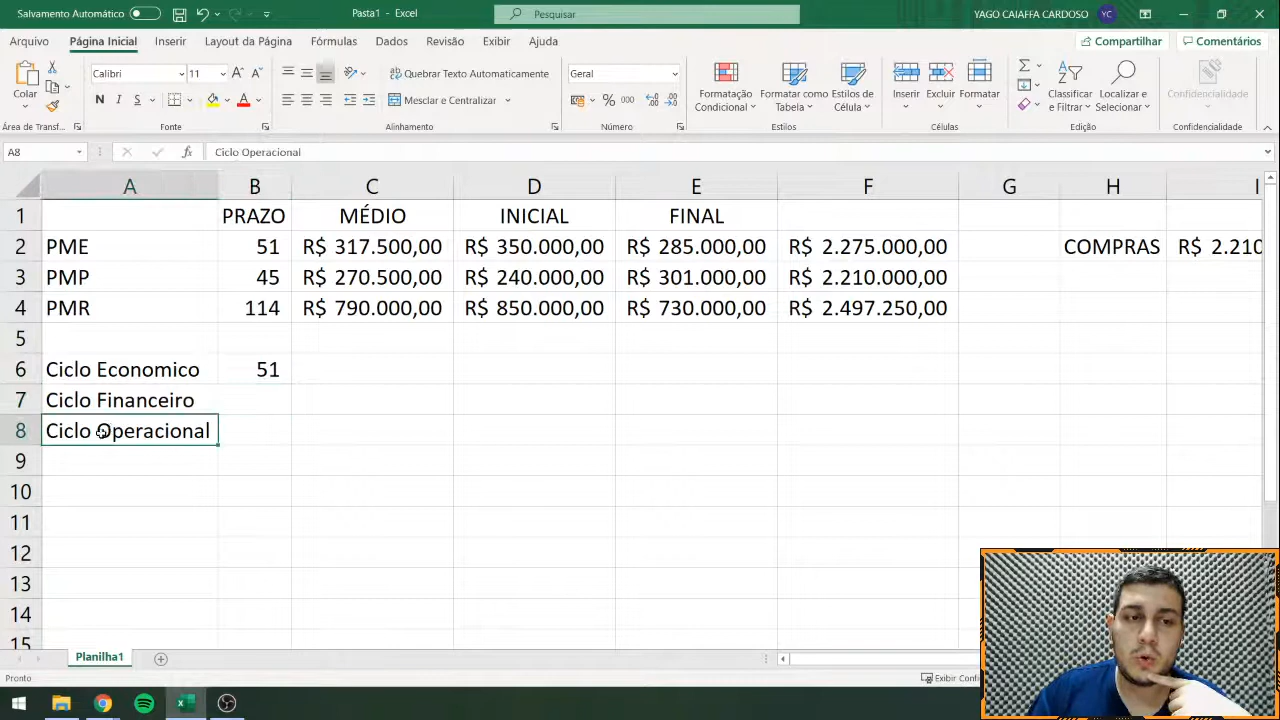 Salvamento Automático
Pasta1 - Excel
Pesquisar
YAGO CAIAFFA CARDOSO
YC
Arquivo
Página Inicial
Inserir
Layout da Página
Fórmulas
Dados
Revisão
Exibir
Ajuda
Compartilhar
Comentários
Colar
Calibri
11
N I S
Quebrar Texto Automaticamente
Mesclar e Centralizar
Geral
% 000
Formatação Condicional
Formatar como Tabela
Estilos de Célula
Inserir
Excluir
Formatar
Classificar e Filtrar
Localizar e Selecionar
Confidencialidade
Área de Transf...
Fonte
Alinhamento
Número
Estilos
Células
Edição
Confidencialidade
A8
fx
Ciclo Operacional
A B C D E F G H I
1 PRAZO MÉDIO INICIAL FINAL
2 PME 51 R$ 317.500,00 R$ 350.000,00 R$ 285.000,00 R$ 2.275.000,00 COMPRAS R$ 2.210
3 PMP 45 R$ 270.500,00 R$ 240.000,00 R$ 301.000,00 R$ 2.210.000,00
4 PMR 114 R$ 790.000,00 R$ 850.000,00 R$ 730.000,00 R$ 2.497.250,00
5
6 Ciclo Economico 51
7 Ciclo Financeiro
8 Ciclo Operacional
9
10
11
12
13
14
15
Planilha1
Pronto
Exibir Confi